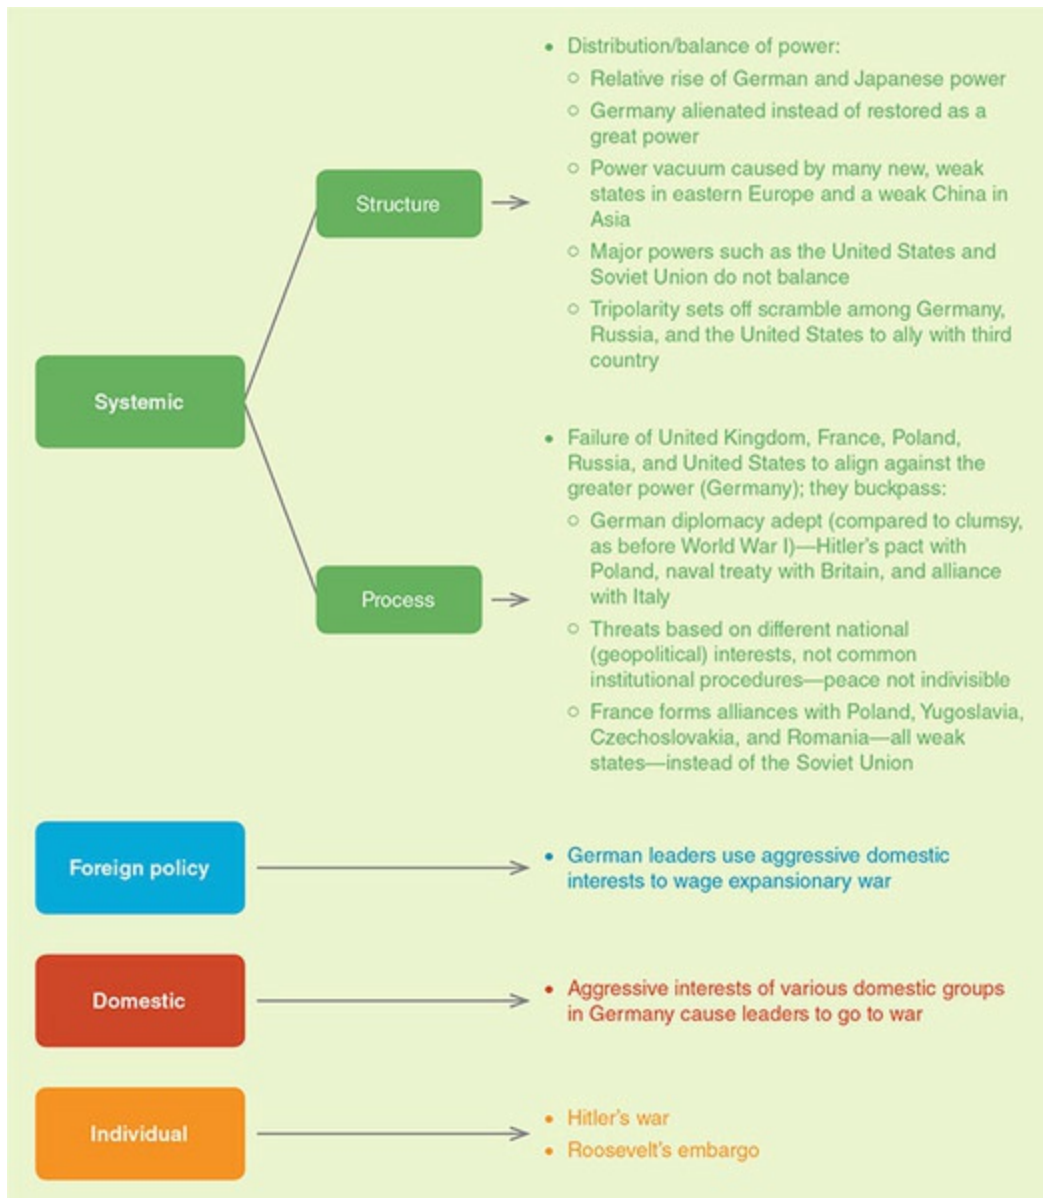 • Distribution/balance of power:
○ Relative rise of German and Japanese power
○ Germany alienated instead of restored as a
great power
○ Power vacuum caused by many new, weak
states in eastern Europe and a weak China in
Asia
○ Major powers such as the United States and
Soviet Union do not balance
○ Tripolarity sets off scramble among Germany,
Russia, and the United States to ally with third
country
Structure
Systemic
Process
• Failure of United Kingdom, France, Poland,
Russia, and United States to align against the
greater power (Germany); they buckpass:
○ German diplomacy adept (compared to clumsy,
as before World War I)—Hitler's pact with
Poland, naval treaty with Britain, and alliance
with Italy
○ Threats based on different national
(geopolitical) interests, not common
institutional procedures—peace not indivisible
○ France forms alliances with Poland, Yugoslavia,
Czechoslovakia, and Romania—all weak
states—instead of the Soviet Union
Foreign policy
• German leaders use aggressive domestic
interests to wage expansionary war
Domestic
• Aggressive interests of various domestic groups
in Germany cause leaders to go to war
Individual
• Hitler's war
• Roosevelt's embargo